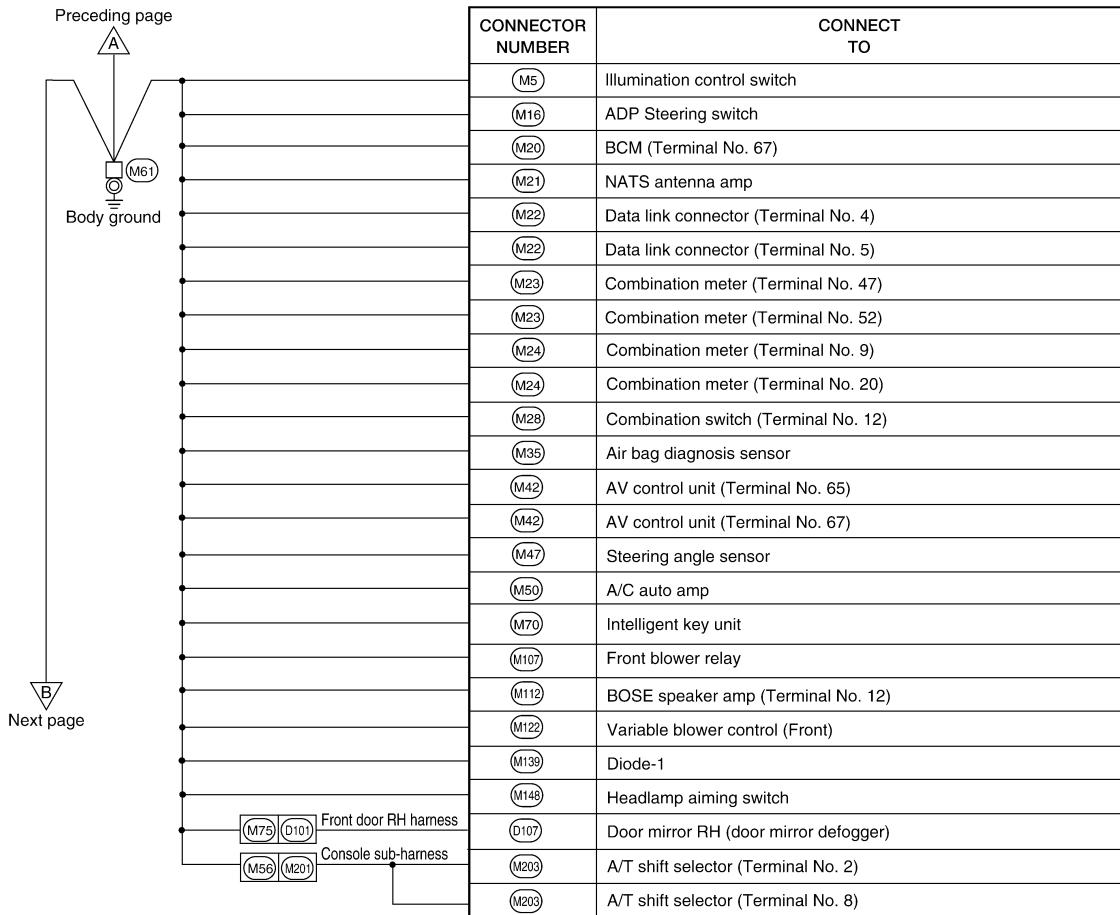 Preceding page
A
M61
Body ground
B
Next page
CONNECTOR NUMBER CONNECT TO
M5 Illumination control switch
M16 ADP Steering switch
M20 BCM (Terminal No. 67)
M21 NATS antenna amp
M22 Data link connector (Terminal No. 4)
M22 Data link connector (Terminal No. 5)
M23 Combination meter (Terminal No. 47)
M23 Combination meter (Terminal No. 52)
M24 Combination meter (Terminal No. 9)
M24 Combination meter (Terminal No. 20)
M28 Combination switch (Terminal No. 12)
M35 Air bag diagnosis sensor
M42 AV control unit (Terminal No. 65)
M42 AV control unit (Terminal No. 67)
M47 Steering angle sensor
M50 A/C auto amp
M70 Intelligent key unit
M107 Front blower relay
M112 BOSE speaker amp (Terminal No. 12)
M122 Variable blower control (Front)
M139 Diode-1
M148 Headlamp aiming switch
M75 D101 Front door RH harness D107 Door mirror RH (door mirror defogger)
M56 M201 Console sub-harness M203 A/T shift selector (Terminal No. 2)
M203 A/T shift selector (Terminal No. 8)